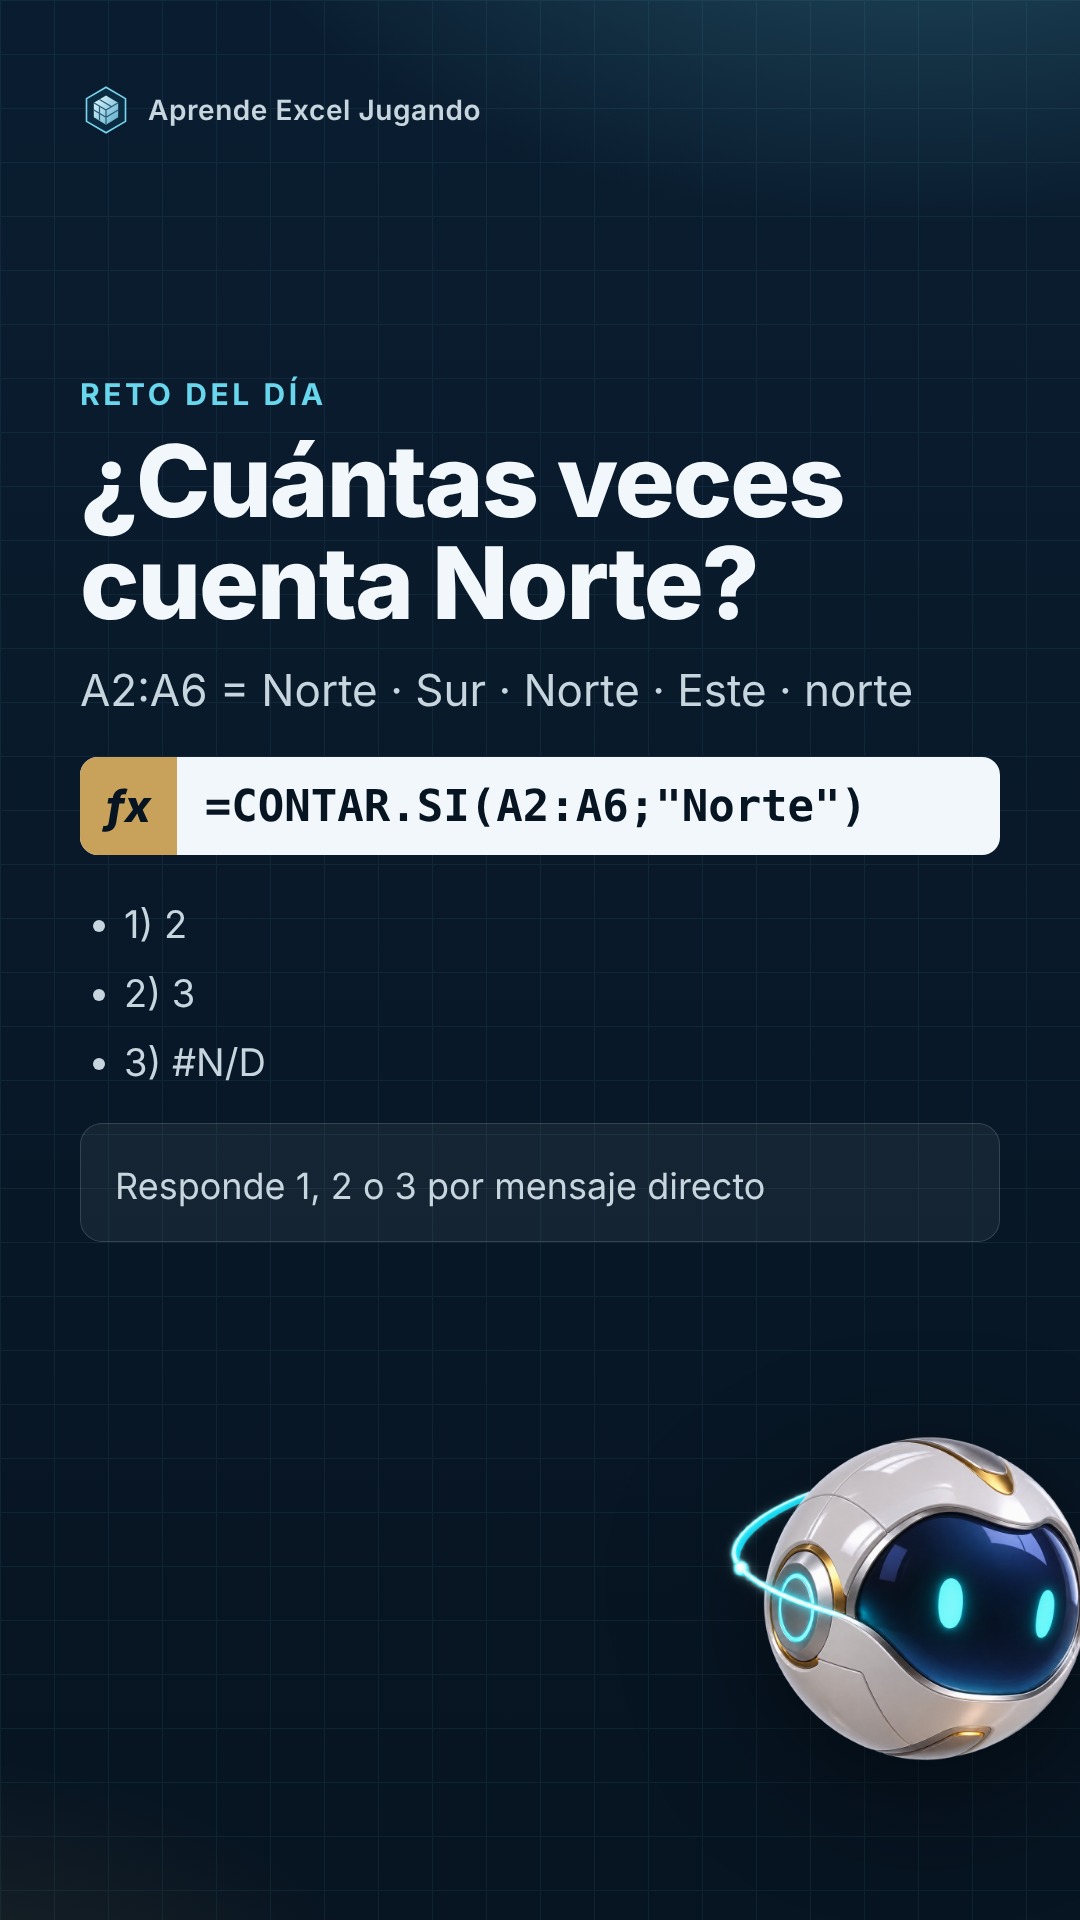 Aprende Excel Jugando
RETO DEL DÍA
¿Cuántas veces
cuenta Norte?
A2:A6 = Norte · Sur · Norte · Este · norte
fx =CONTAR.SI(A2:A6;"Norte")
• 1) 2
• 2) 3
• 3) #N/D
Responde 1, 2 o 3 por mensaje directo